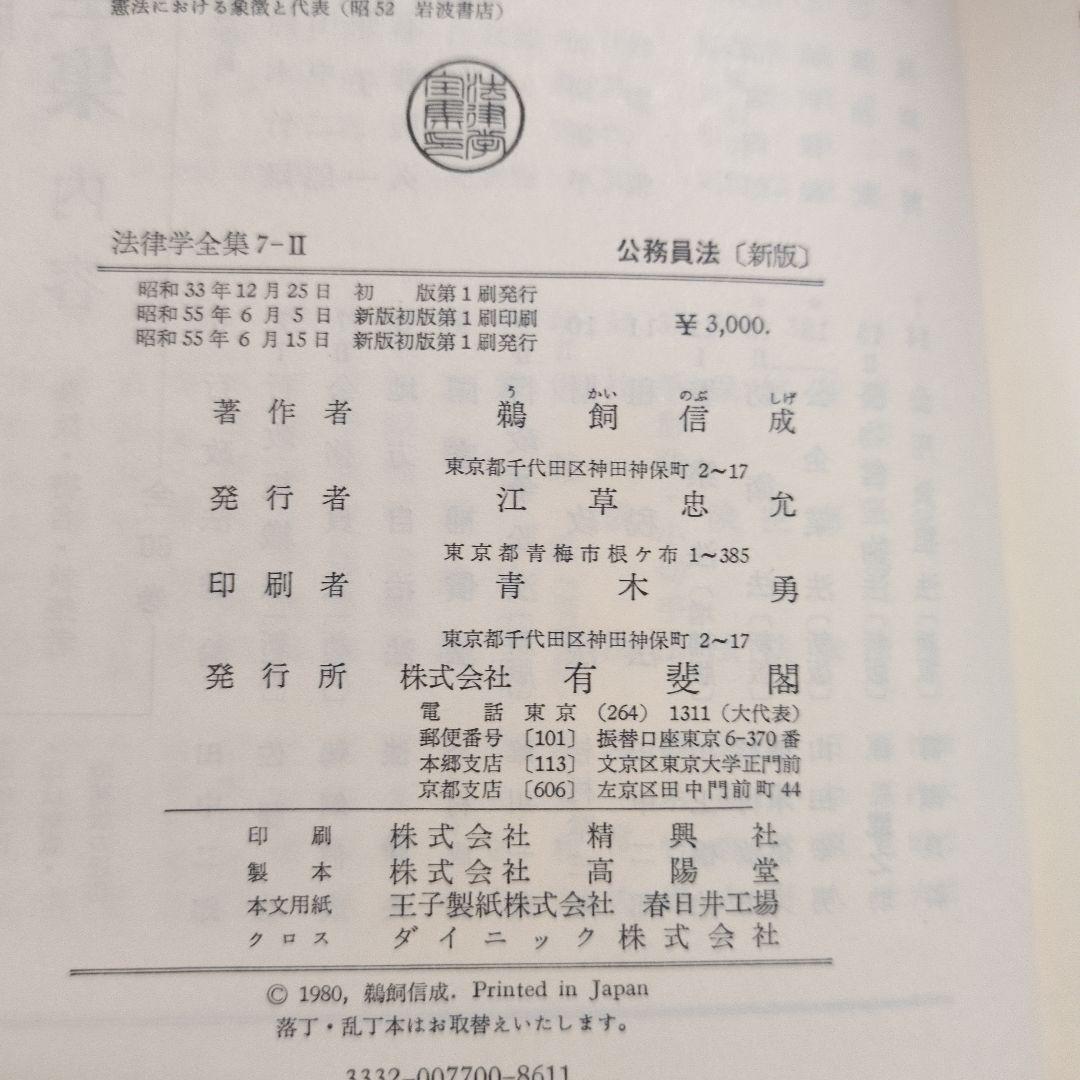 憲法における象徴と代表（昭52　岩波書店）
法律学全集印
法律学全集 7-Ⅱ　公務員法〔新版〕
昭和33年12月25日　初　版第1刷発行
昭和55年6月5日　新版初版第1刷印刷
昭和55年6月15日　新版初版第1刷発行
￥3,000.
う　かい　のぶ　しげ
著作者　鵜飼信成
東京都千代田区神田神保町 2~17
発行者　江草忠允
東京都青梅市根ケ布 1~385
印刷者　青木勇
東京都千代田区神田神保町 2~17
発行所　株式会社　有斐閣
電話　東京（264）1311（大代表）
郵便番号〔101〕振替口座東京6-370番
本郷支店〔113〕文京区東京大学正門前
京都支店〔606〕左京区田中門前町44
印刷　株式会社　精興社
製本　株式会社　高陽堂
本文用紙　王子製紙株式会社　春日井工場
クロス　ダイニック株式会社
© 1980, 鵜飼信成. Printed in Japan
落丁・乱丁本はお取替えいたします。
3332-007700-8611